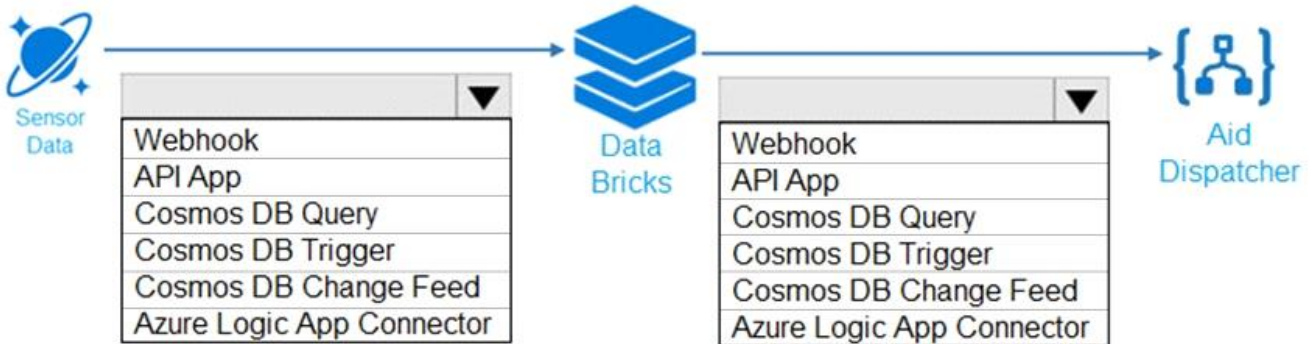 Sensor
Data
Webhook
API App
Cosmos DB Query
Cosmos DB Trigger
Cosmos DB Change Feed
Azure Logic App Connector
Data
Bricks
Webhook
API App
Cosmos DB Query
Cosmos DB Trigger
Cosmos DB Change Feed
Azure Logic App Connector
Aid
Dispatcher